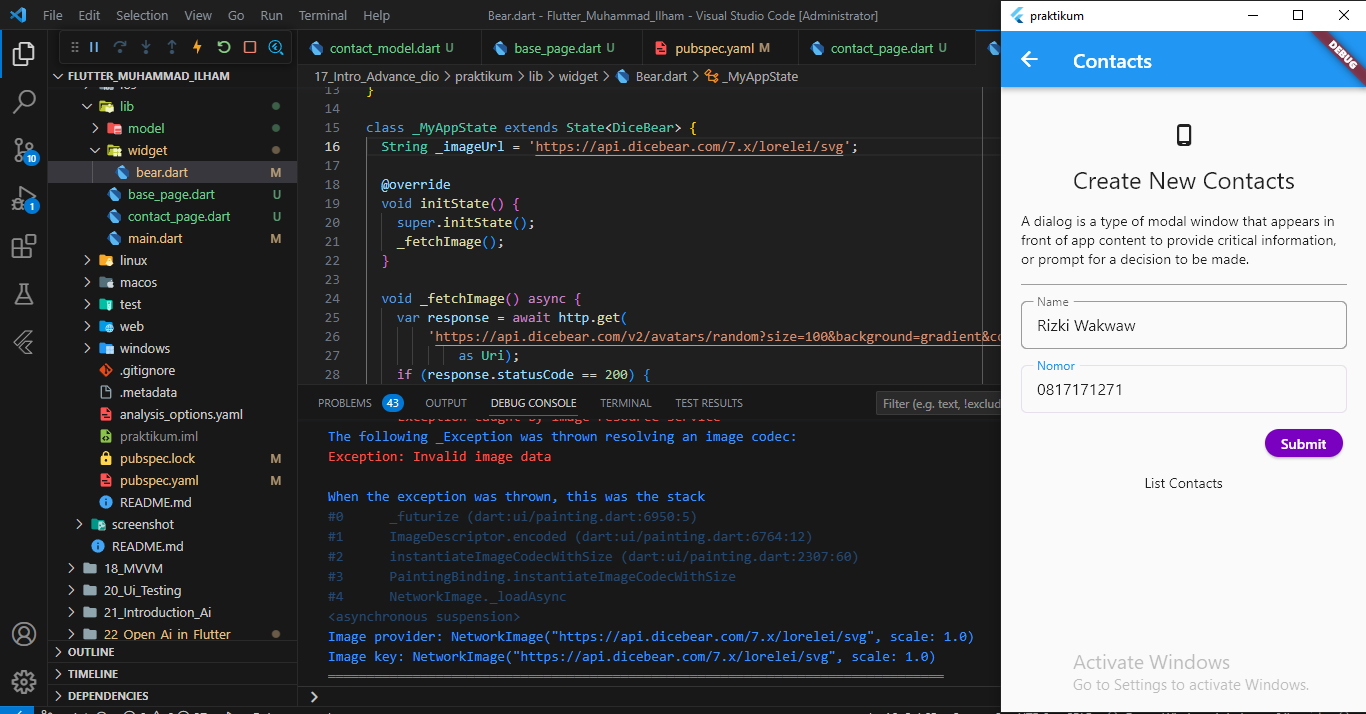 File Edit Selection View Go Run Terminal Help
Bear.dart - Flutter_Muhammad_Ilham - Visual Studio Code [Administrator]
contact_model.dart U
base_page.dart U
pubspec.yaml M
contact_page.dart U
17_Intro_Advance_dio > praktikum > lib > widget > Bear.dart > _MyAppState
FLUTTER_MUHAMMAD_ILHAM
lib
model
widget
bear.dart M
base_page.dart U
contact_page.dart U
main.dart M
linux
macos
test
web
windows
.gitignore
.metadata
analysis_options.yaml
praktikum.iml
pubspec.lock M
pubspec.yaml M
README.md
screenshot
README.md
18_MVVM
20_Ui_Testing
21_Introduction_Ai
22_Open_Ai_in_Flutter
OUTLINE
TIMELINE
DEPENDENCIES
10
1
13 }
14
15 class _MyAppState extends State<DiceBear> {
16 String _imageUrl = 'https://api.dicebear.com/7.x/lorelei/svg';
17
18 @override
19 void initState() {
20 super.initState();
21 _fetchImage();
22 }
23
24 void _fetchImage() async {
25 var response = await http.get(
26 'https://api.dicebear.com/v2/avatars/random?size=100&background=gradient&co
27 as Uri);
28 if (response.statusCode == 200) {
PROBLEMS 43 OUTPUT DEBUG CONSOLE TERMINAL TEST RESULTS
Filter (e.g. text, !exclud
Exception caught by image resource service
The following _Exception was thrown resolving an image codec:
Exception: Invalid image data
When the exception was thrown, this was the stack
#0 _futurize (dart:ui/painting.dart:6950:5)
#1 ImageDescriptor.encoded (dart:ui/painting.dart:6764:12)
#2 instantiateImageCodecWithSize (dart:ui/painting.dart:2307:60)
#3 PaintingBinding.instantiateImageCodecWithSize
#4 NetworkImage._loadAsync
<asynchronous suspension>
Image provider: NetworkImage("https://api.dicebear.com/7.x/lorelei/svg", scale: 1.0)
Image key: NetworkImage("https://api.dicebear.com/7.x/lorelei/svg", scale: 1.0)
praktikum
Contacts
DEBUG
Create New Contacts
A dialog is a type of modal window that appears in
front of app content to provide critical information,
or prompt for a decision to be made.
Name
Rizki Wakwaw
Nomor
0817171271
Submit
List Contacts
Activate Windows
Go to Settings to activate Windows.